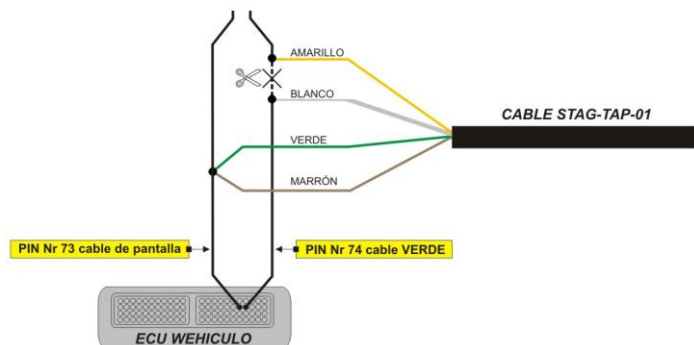 AMARILLO
BLANCO
CABLE STAG-TAP-01
VERDE
MARRÓN
PIN Nr 73 cable de pantalla
PIN Nr 74 cable VERDE
ECU WEHICULO